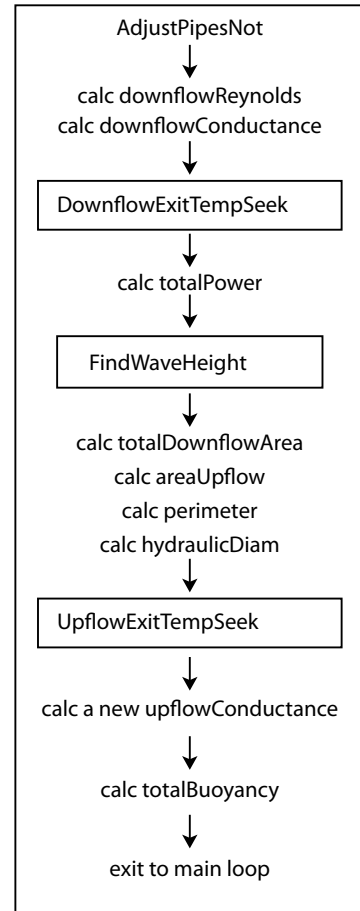 AdjustPipesNot
calc downflowReynolds
calc downflowConductance
DownflowExitTempSeek
calc totalPower
FindWaveHeight
calc totalDownflowArea
calc areaUpflow
calc perimeter
calc hydraulicDiam
UpflowExitTempSeek
calc a new upflowConductance
calc totalBuoyancy
exit to main loop